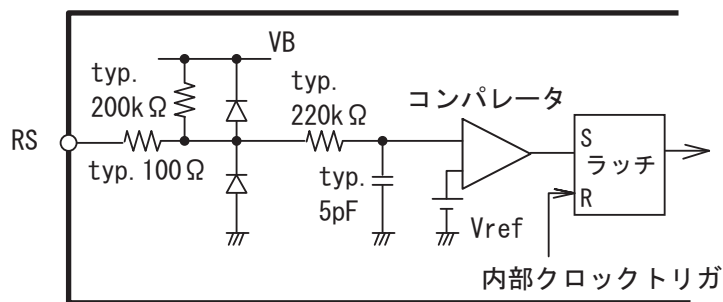 VB
typ.
200kΩ
typ.
220kΩ
コンパレータ
RS
typ. 100Ω
typ.
5pF
Vref
S
ラッチ
R
内部クロックトリガ